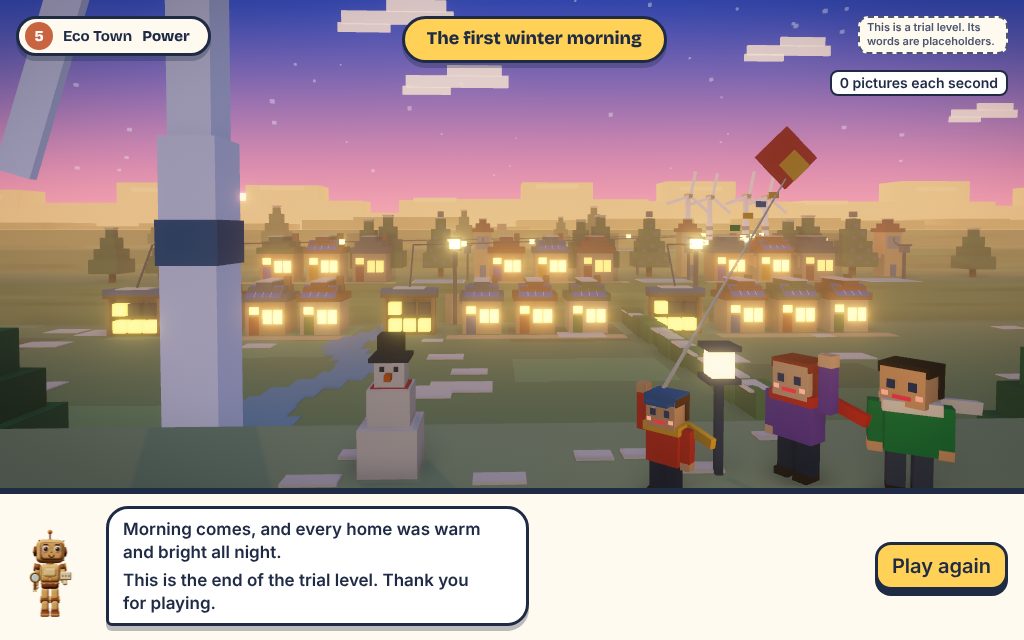 5 Eco Town Power
The first winter morning
This is a trial level. Its
words are placeholders.
0 pictures each second
Morning comes, and every home was warm
and bright all night.
This is the end of the trial level. Thank you
for playing.
Play again